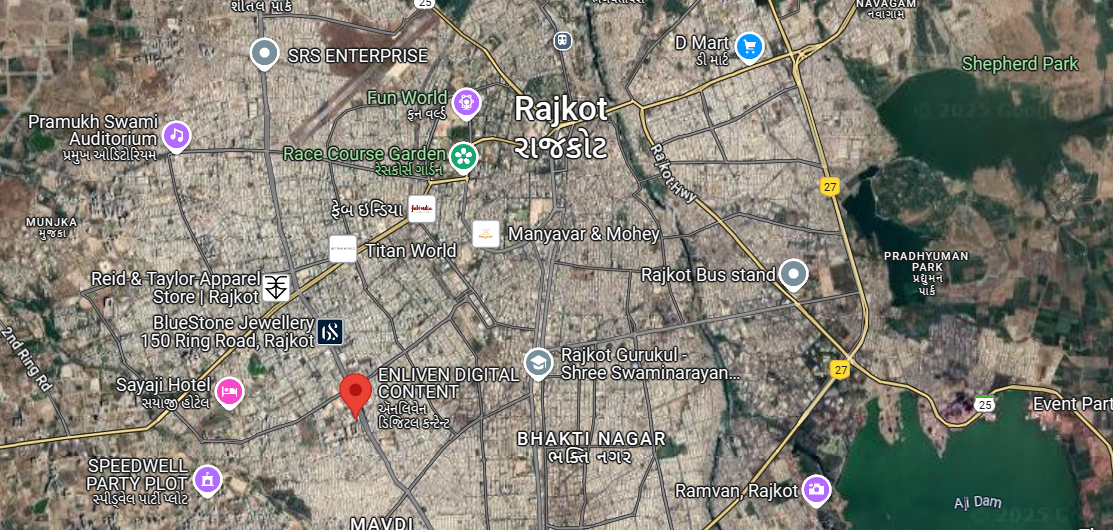 શીતલ પાર્ક
25
NAVAGAM
નવાગામ
SRS ENTERPRISE
D Mart
ડી માર્ટ
Shepherd Park
Fun World
ફન વર્લ્ડ
Rajkot
રાજકોટ
Pramukh Swami
Auditorium
પ્રમુખ ઓડિટોરિયમ
Race Course Garden
રેસકોર્સ ગાર્ડન
Rajkot Hwy
27
MUNJKA
મુંજકા
ફેબ ઇન્ડિયા
Titan World
Manyavar & Mohey
Rajkot Bus stand
PRADHYUMAN
PARK
પ્રદ્યુમન
પાર્ક
Reid & Taylor Apparel
Store | Rajkot
BlueStone Jewellery
150 Ring Road, Rajkot
2nd Ring Rd
Rajkot Gurukul -
Shree Swaminarayan...
27
Sayaji Hotel
સયાજી હોટેલ
ENLIVEN DIGITAL
CONTENT
ઍનલિવેન
ડિજિટલ કન્ટેન્ટ
25
Event Part
BHAKTI NAGAR
ભક્તિ નગર
SPEEDWELL
PARTY PLOT
સ્પીડવેલ પાર્ટી પ્લોટ
Ramvan, Rajkot
Aji Dam
MAVDI